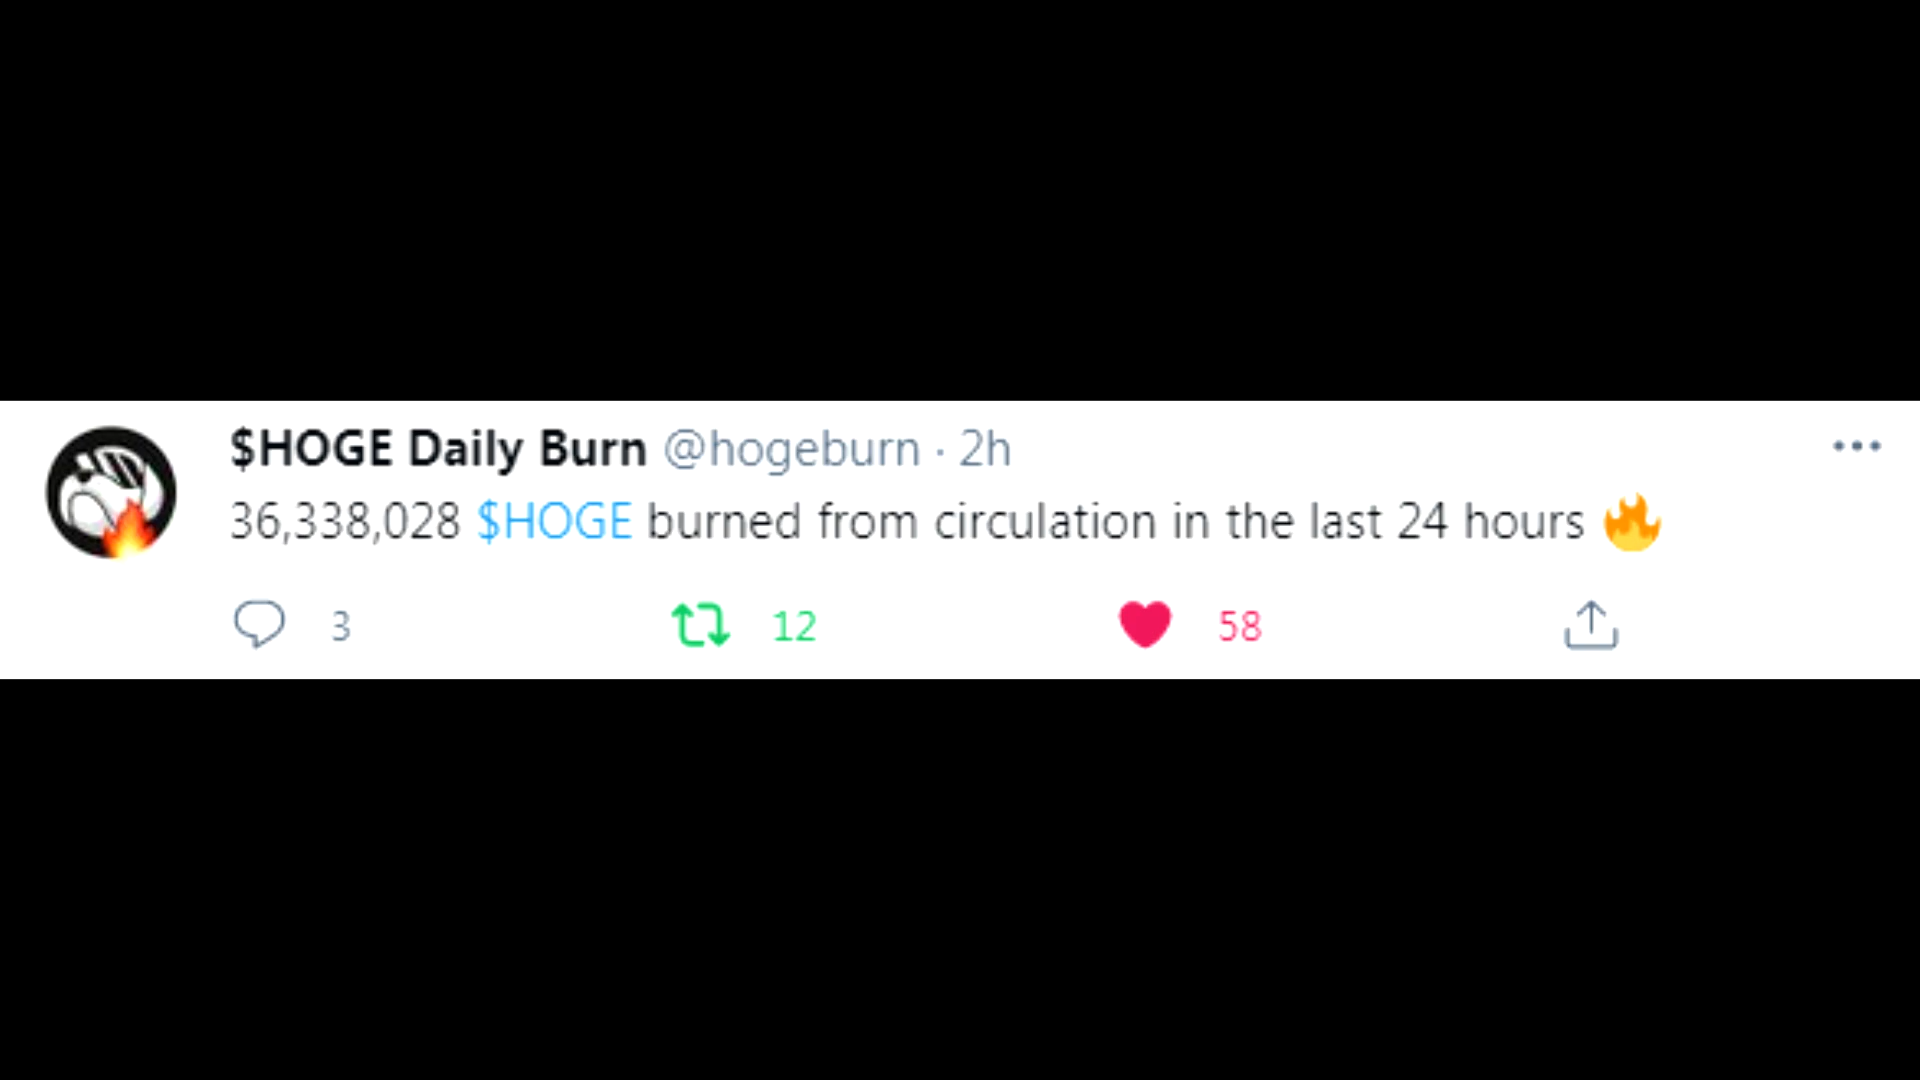 $HOGE Daily Burn @hogeburn · 2h
36,338,028 $HOGE burned from circulation in the last 24 hours 🔥
3 12 58